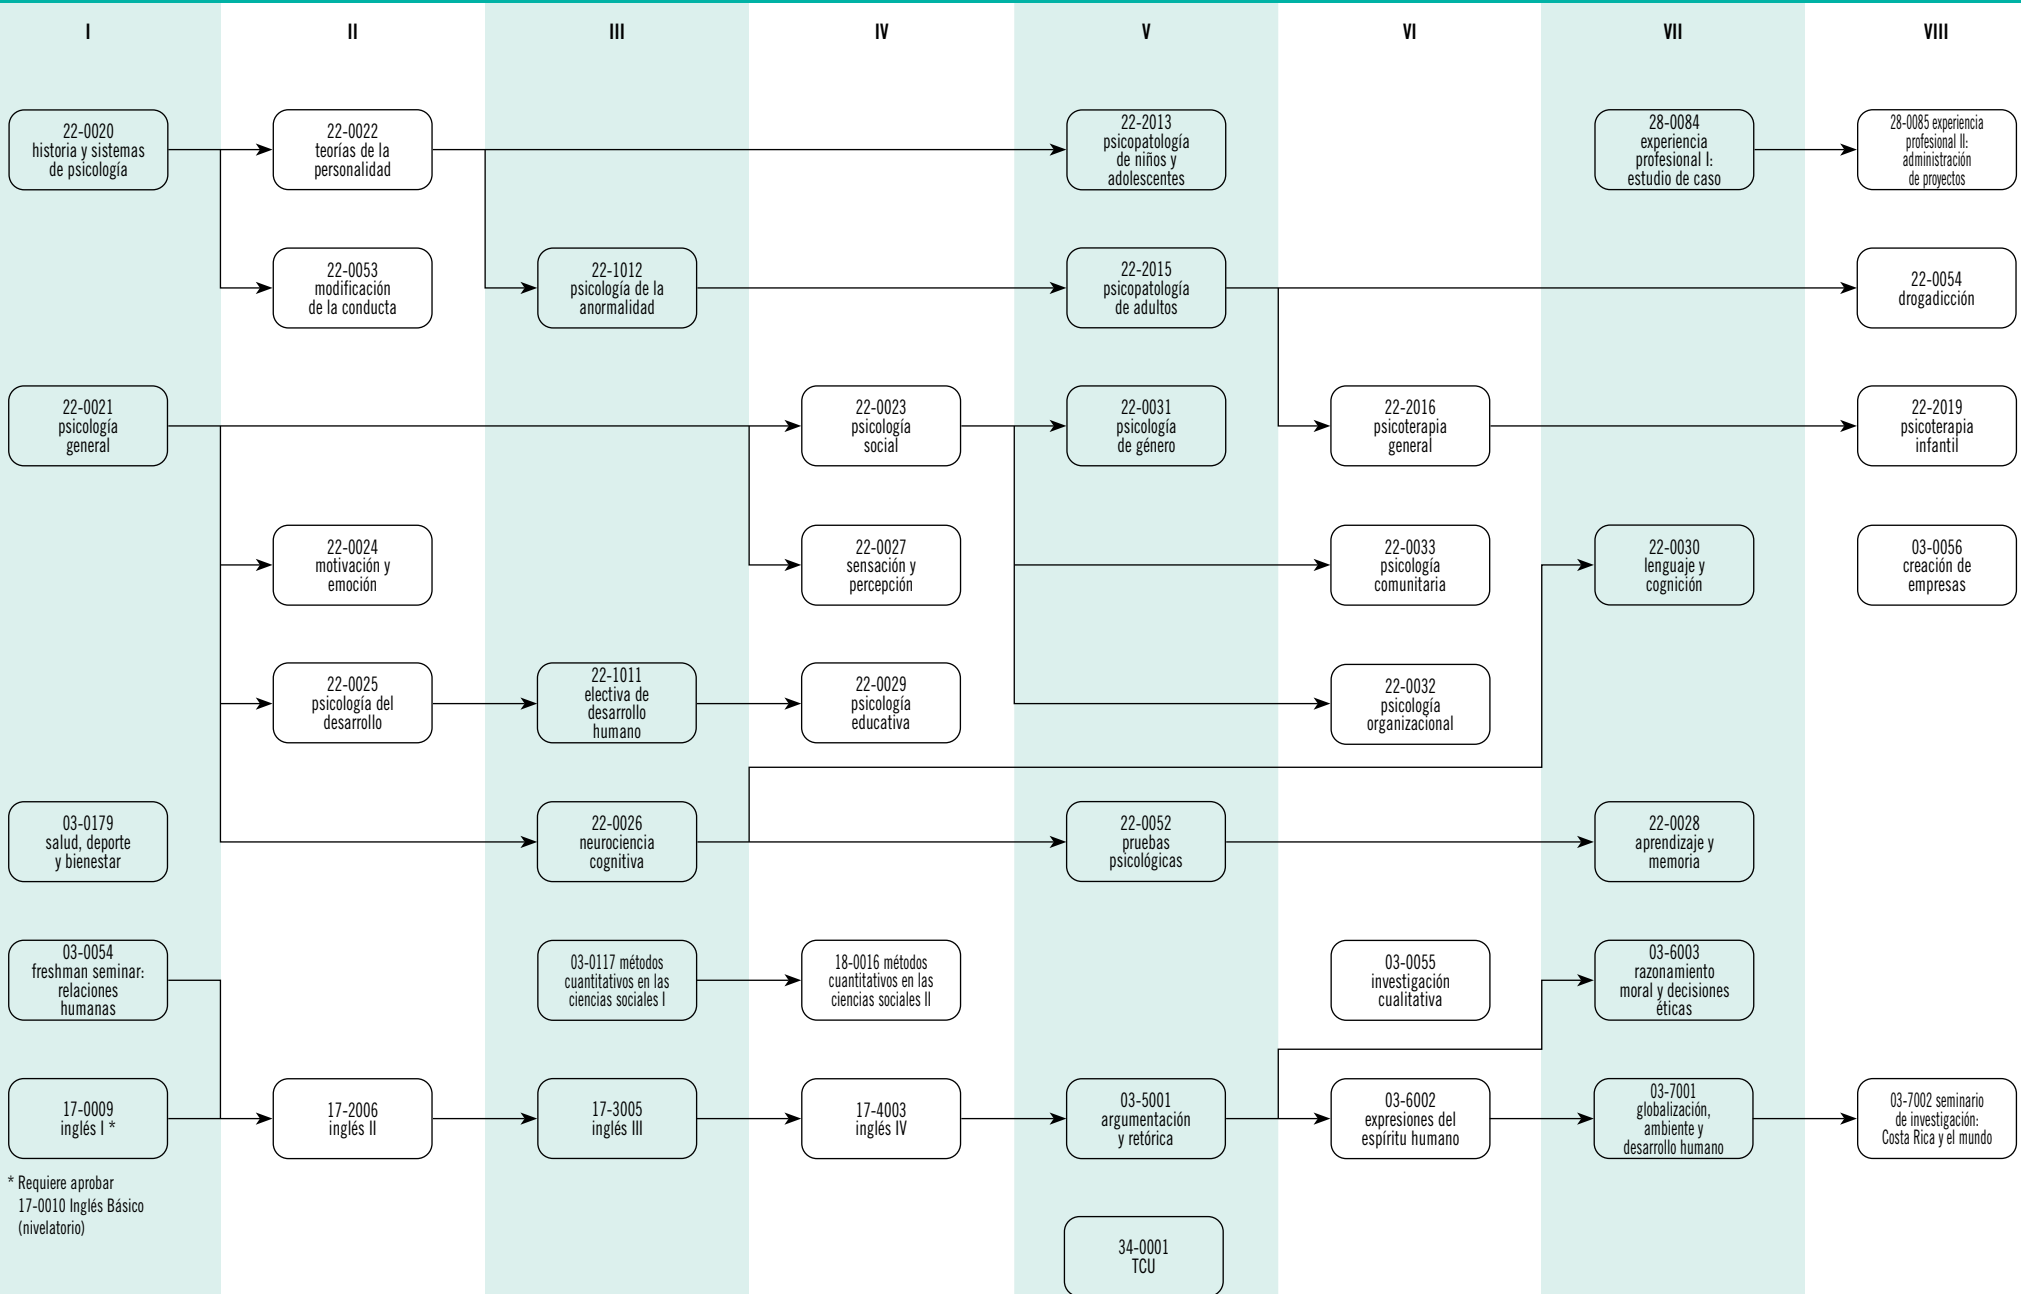 I
II
III
IV
V
VI
VII
VIII
22-0020
historia y sistemas
de psicología
22-0022
teorías de la
personalidad
22-2013
psicopatología
de niños y
adolescentes
28-0084
experiencia
profesional I:
estudio de caso
28-0085 experiencia
profesional II:
administración
de proyectos
22-0053
modificación
de la conducta
22-1012
psicología de la
anormalidad
22-2015
psicopatología
de adultos
22-0054
drogadicción
22-0021
psicología
general
22-0023
psicología
social
22-0031
psicología
de género
22-2016
psicoterapia
general
22-2019
psicoterapia
infantil
22-0024
motivación y
emoción
22-0027
sensación y
percepción
22-0033
psicología
comunitaria
22-0030
lenguaje y
cognición
03-0056
creación de
empresas
22-0025
psicología del
desarrollo
22-1011
electiva de
desarrollo
humano
22-0029
psicología
educativa
22-0032
psicología
organizacional
03-0179
salud, deporte
y bienestar
22-0026
neurociencia
cognitiva
22-0052
pruebas
psicológicas
22-0028
aprendizaje y
memoria
03-0054
freshman seminar:
relaciones
humanas
03-0117 métodos
cuantitativos en las
ciencias sociales I
18-0016 métodos
cuantitativos en las
ciencias sociales II
03-0055
investigación
cualitativa
03-6003
razonamiento
moral y decisiones
éticas
17-0009
inglés I *
17-2006
inglés II
17-3005
inglés III
17-4003
inglés IV
03-5001
argumentación
y retórica
03-6002
expresiones del
espíritu humano
03-7001
globalización,
ambiente y
desarrollo humano
03-7002 seminario
de investigación:
Costa Rica y el mundo
* Requiere aprobar
17-0010 Inglés Básico
(nivelatorio)
34-0001
TCU